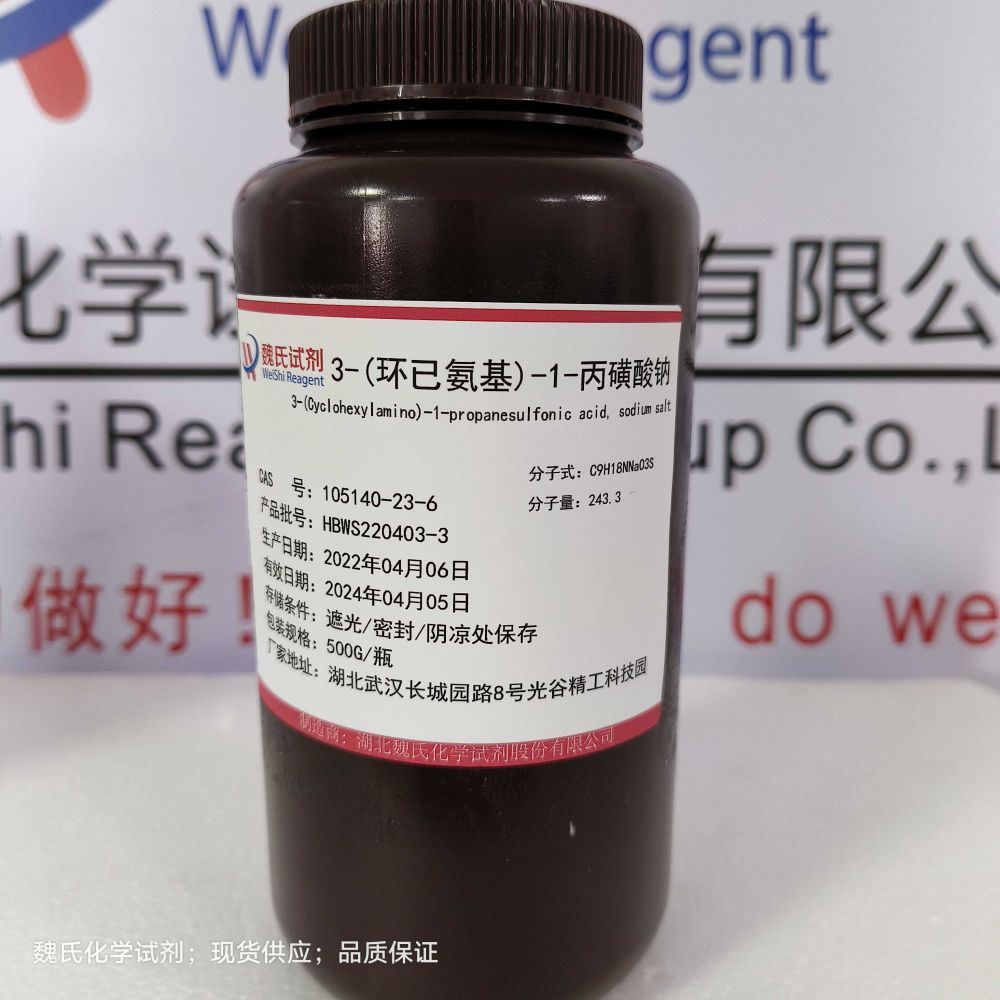 We
gent
化学试
有限公
魏氏试剂
WeiShi Reagent
3-(环已氨基)-1-丙磺酸钠
3-(Cyclohexylamino)-1-propanesulfonic acid, sodium salt
Shi Rea
up Co.,L
分子式：C9H18NNaO3S
CAS 号：105140-23-6
分子量：243.3
产品批号：HBWS220403-3
生产日期：2022年04月06日
有效日期：2024年04月05日
做好！
do we
存储条件：遮光/密封/阴凉处保存
包装规格：500G/瓶
厂家地址：湖北武汉长城园路8号光谷精工科技园
制造商：湖北魏氏化学试剂股份有限公司
魏氏化学试剂；现货供应；品质保证